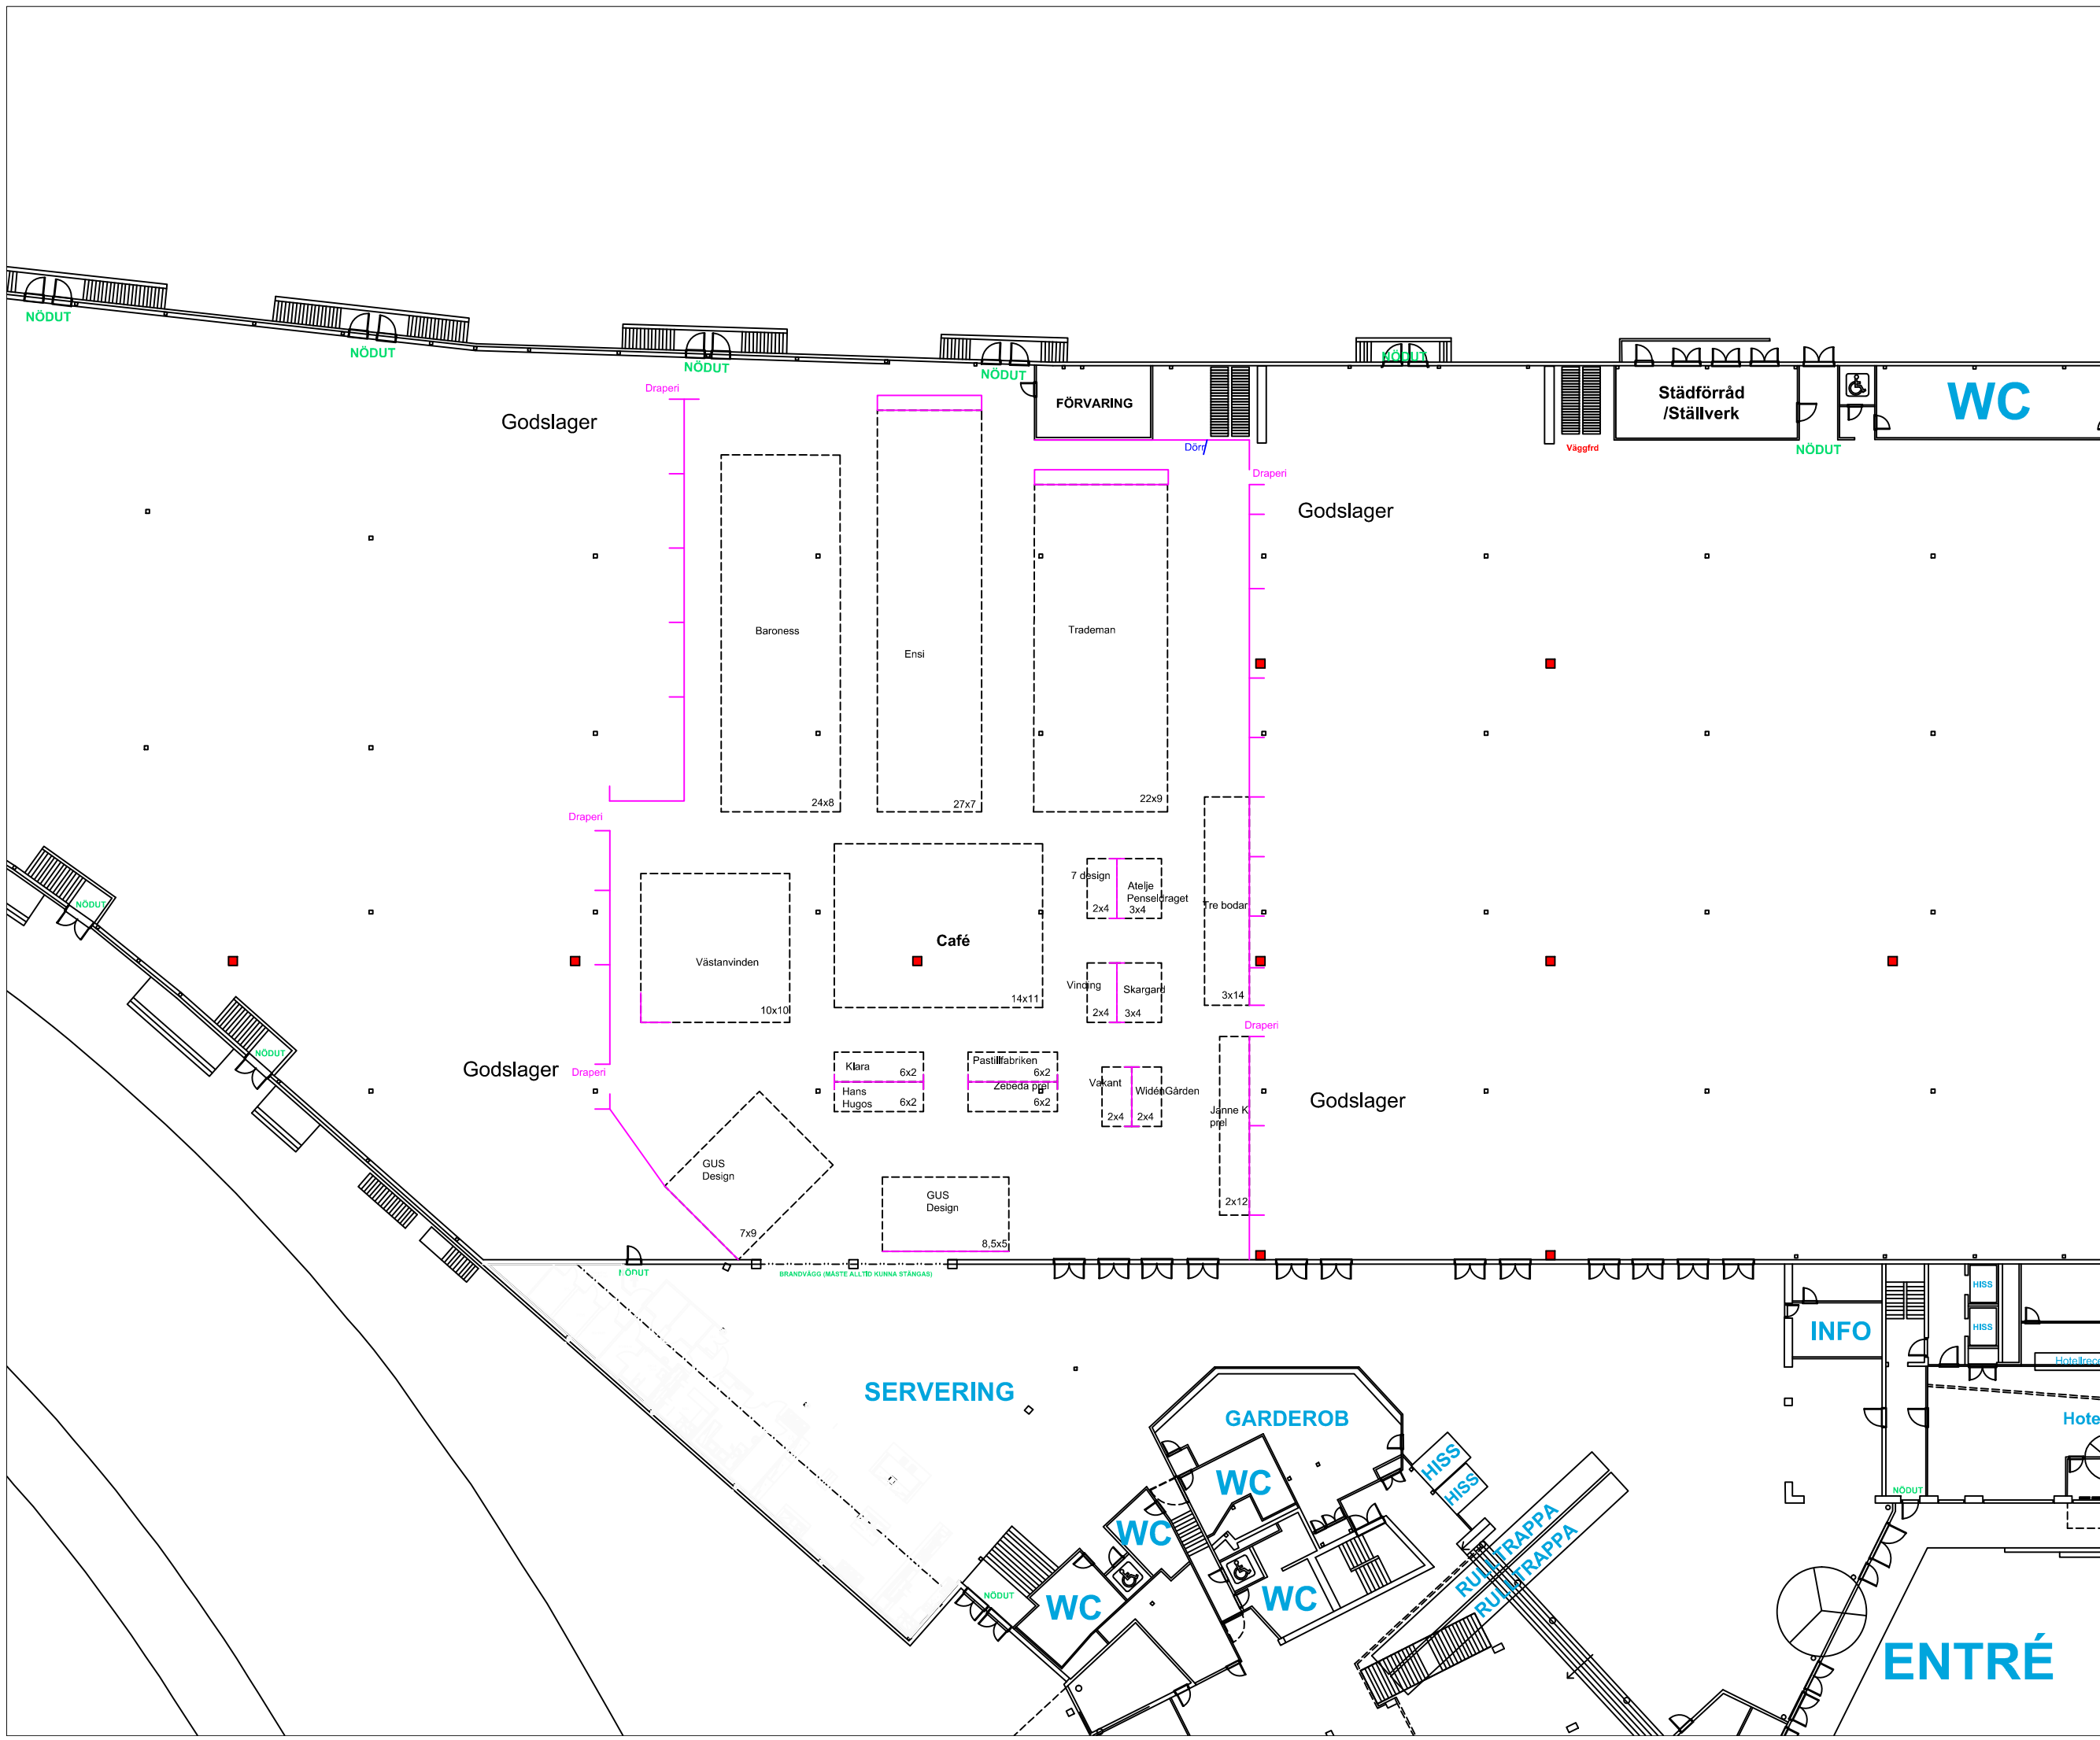 NÖDUT
NÖDUT
NÖDUT
NÖDUT
NÖDUT
Draperi
Godslager
FÖRVARING
Städförråd
/Ställverk
WC
Dörr
Väggfrd
NÖDUT
Draperi
Godslager
Baroness
Ensi
Trademan
24x8
27x7
22x9
Draperi
7 design
Atelje
Penseldraget
2x4
3x4
Tre bodar
NÖDUT
Café
Västanvinden
Vinding
Skargard
3x14
14x11
10x10
2x4
3x4
Draperi
NÖDUT
Godslager
Draperi
Klara
6x2
Hans
Hugos
6x2
Pastillfabriken
6x2
Zebeda prel
6x2
Vakant
WidénGården
2x4
2x4
Janne K
prel
Godslager
GUS
Design
7x9
GUS
Design
8,5x5
2x12
NÖDUT
BRANDVÄGG (MÅSTE ALLTID KUNNA STÄNGAS)
HISS
HISS
INFO
Hotellrece
SERVERING
GARDEROB
Hote
HISS
HISS
WC
WC
NÖDUT
RULLTRAPPA
RULLTRAPPA
NÖDUT
WC
WC
ENTRÉ